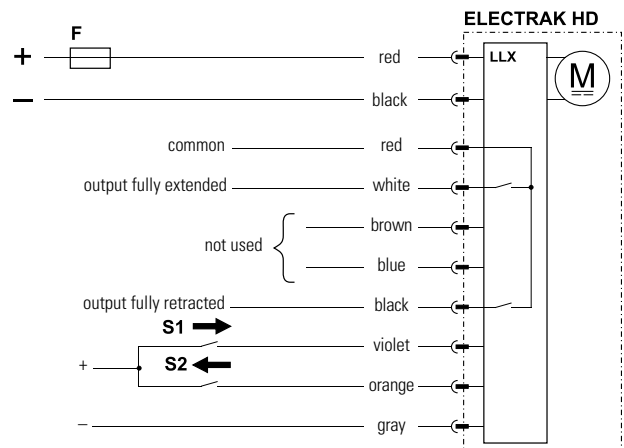 ELECTRAK HD
F
+ red LLX M
− black
common red
output fully extended white
brown
not used
blue
output fully retracted black
S1 violet
+ S2
orange
− gray